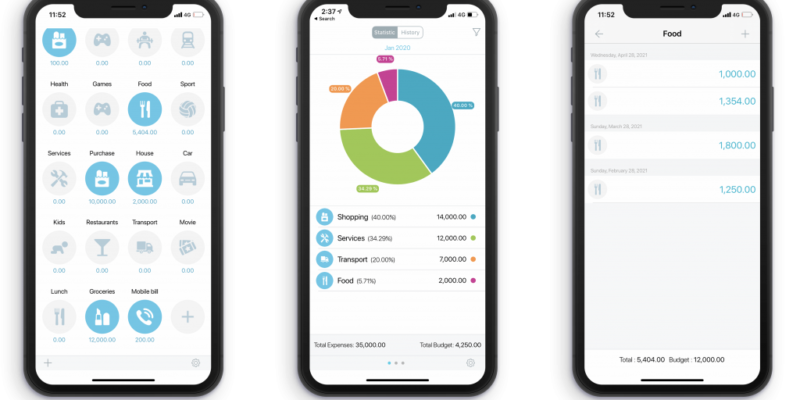 11:52
4G
100.00
0.00
0.00
0.00
Health
Games
Food
Sport
0.00
0.00
5,404.00
0.00
Services
Purchase
House
Car
0.00
10,000.00
2,000.00
0.00
Kids
Restaurants
Transport
Movie
0.00
0.00
0.00
0.00
Lunch
Groceries
Mobile bill
0.00
12,000.00
200.00
2:37
4G
Search
Statistic
History
Jan 2020
5.71 %
20.00 %
40.00 %
34.29 %
Shopping (40.00%) 14,000.00
Services (34.29%) 12,000.00
Transport (20.00%) 7,000.00
Food (5.71%) 2,000.00
Total Expenses: 35,000.00 Total Budget: 4,250.00
11:52
4G
Food
1,000.00
1,354.00
Sunday, March 28, 2021
1,800.00
Sunday, February 28, 2021
1,250.00
Total : 5,404.00 Budget : 12,000.00